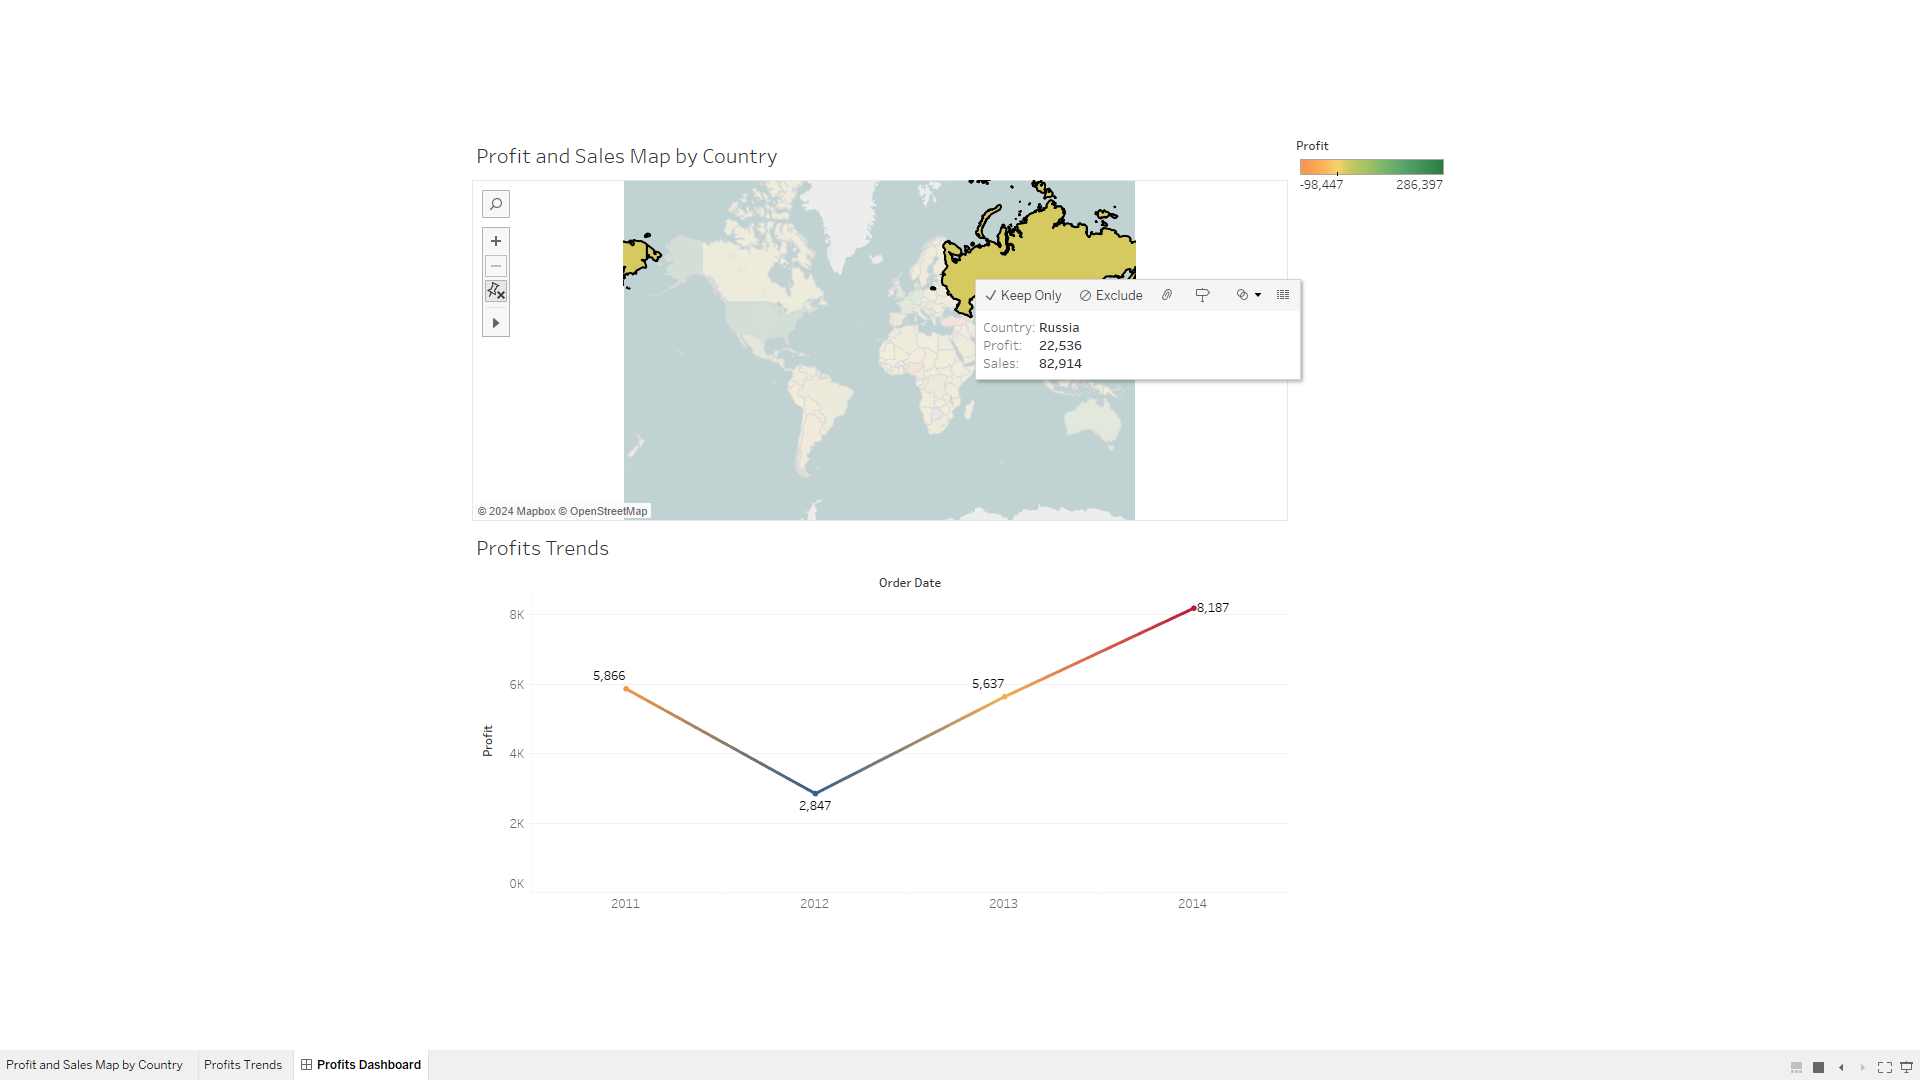 Profit and Sales Map by Country
Profit
-98,447 286,397
Keep Only Exclude
Country: Russia
Profit: 22,536
Sales: 82,914
© 2024 Mapbox © OpenStreetMap
Profits Trends
Order Date
Profit
8K
6K
4K
2K
0K
5,866
2,847
5,637
8,187
2011 2012 2013 2014
Profit and Sales Map by Country Profits Trends Profits Dashboard